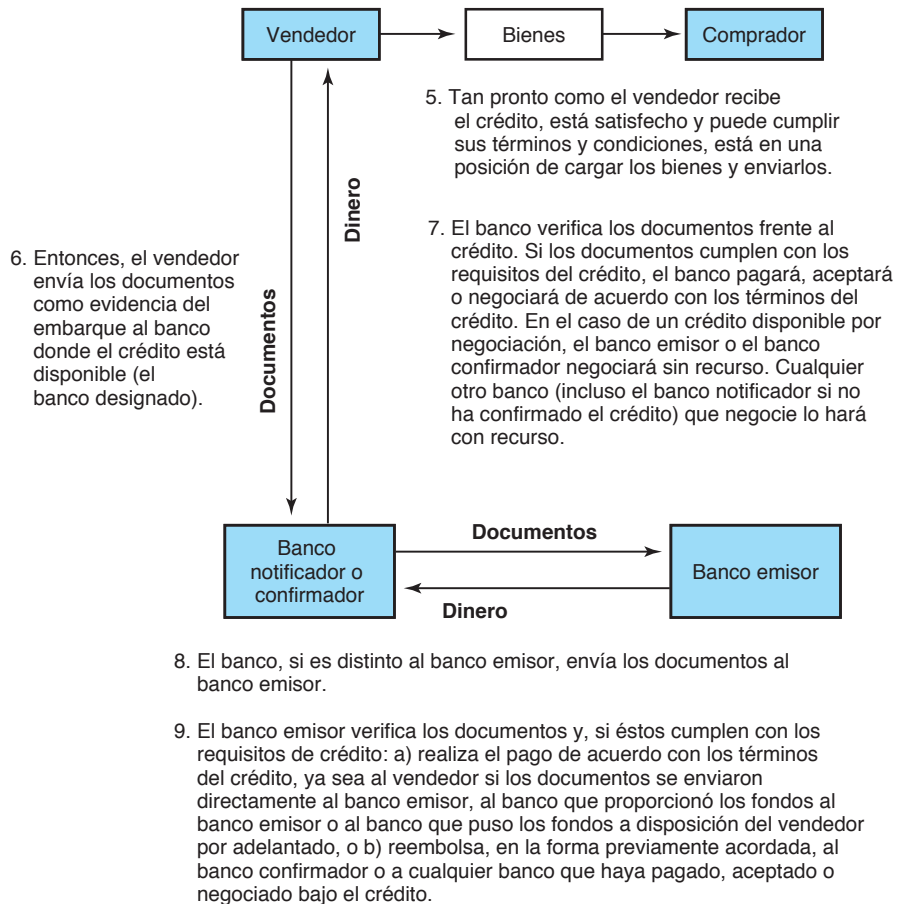 Vendedor
Bienes
Comprador
5. Tan pronto como el vendedor recibe
el crédito, está satisfecho y puede cumplir
sus términos y condiciones, está en una
posición de cargar los bienes y enviarlos.
Dinero
Documentos
6. Entonces, el vendedor
envía los documentos
como evidencia del
embarque al banco
donde el crédito está
disponible (el
banco designado).
7. El banco verifica los documentos frente al
crédito. Si los documentos cumplen con los
requisitos del crédito, el banco pagará, aceptará
o negociará de acuerdo con los términos del
crédito. En el caso de un crédito disponible por
negociación, el banco emisor o el banco
confirmador negociará sin recurso. Cualquier
otro banco (incluso el banco notificador si no
ha confirmado el crédito) que negocie lo hará
con recurso.
Banco
notificador o
confirmador
Documentos
Dinero
Banco emisor
8. El banco, si es distinto al banco emisor, envía los documentos al
banco emisor.
9. El banco emisor verifica los documentos y, si éstos cumplen con los
requisitos de crédito: a) realiza el pago de acuerdo con los términos
del crédito, ya sea al vendedor si los documentos se enviaron
directamente al banco emisor, al banco que proporcionó los fondos al
banco emisor o al banco que puso los fondos a disposición del vendedor
por adelantado, o b) reembolsa, en la forma previamente acordada, al
banco confirmador o a cualquier banco que haya pagado, aceptado o
negociado bajo el crédito.